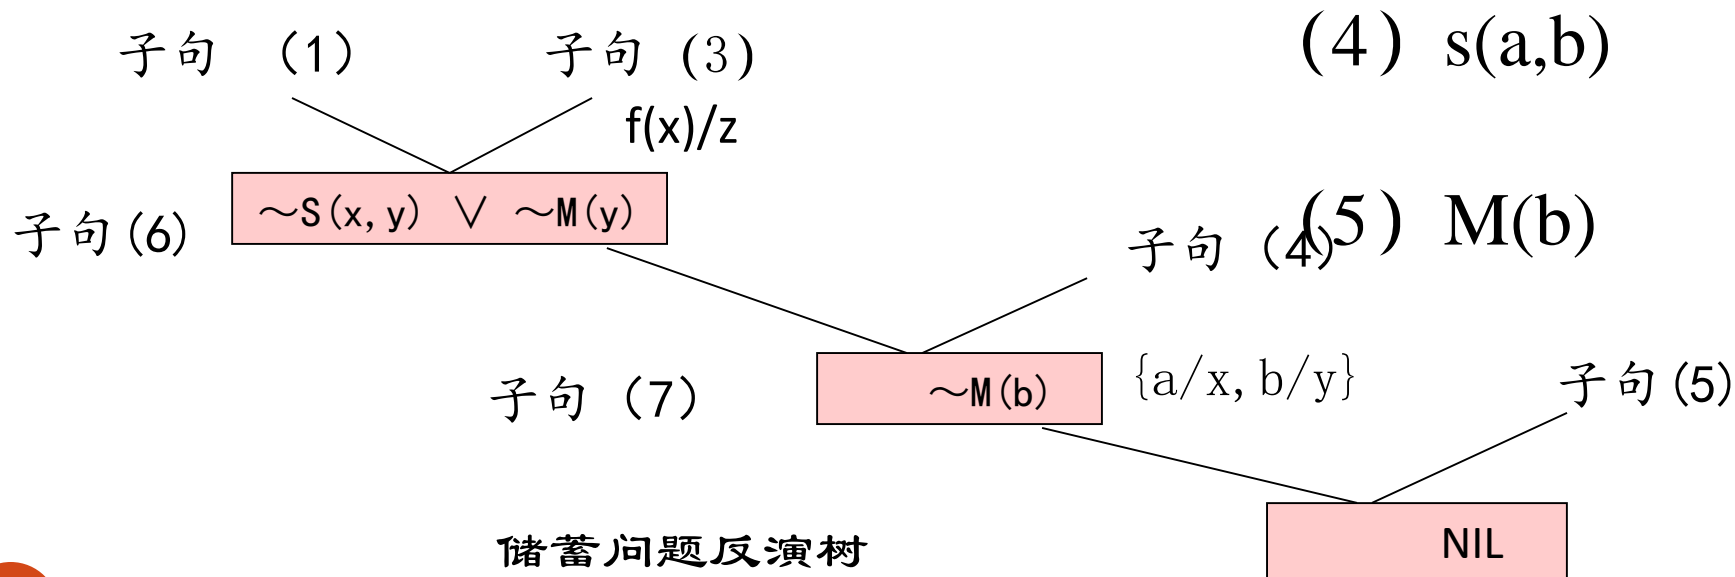 子句 （1）
子句 (3)
(4) s(a,b)
f(x)/z
子句(6)
～S(x,y) ∨ ～M(y)
子句 (4)
(5) M(b)
子句 (7)
～M(b)
{a/x,b/y}
子句(5)
储蓄问题反演树
NIL